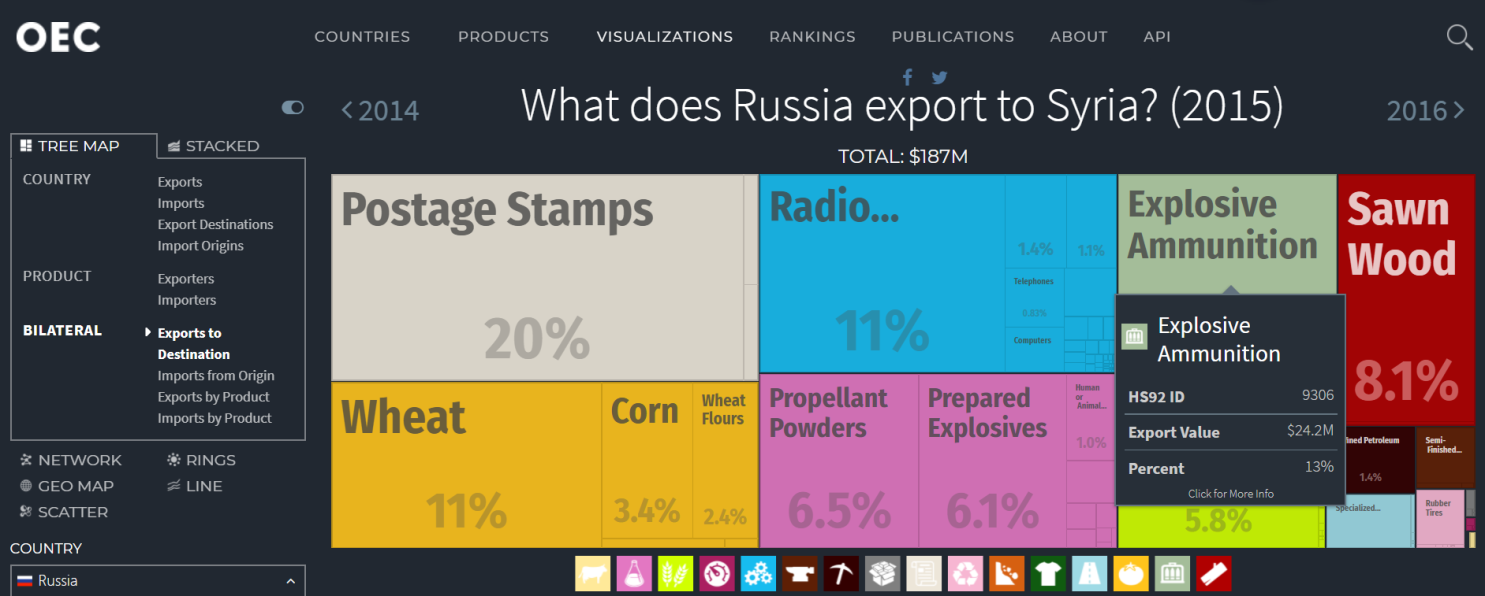 OEC
COUNTRIES PRODUCTS VISUALIZATIONS RANKINGS PUBLICATIONS ABOUT API
2014
What does Russia export to Syria? (2015)
2016
TOTAL: $187M
TREE MAP
STACKED
COUNTRY
Exports
Imports
Export Destinations
Import Origins
PRODUCT
Exporters
Importers
BILATERAL
Exports to
Destination
Imports from Origin
Exports by Product
Imports by Product
NETWORK
RINGS
GEO MAP
LINE
SCATTER
COUNTRY
Russia
Postage Stamps
20%
Radio...
11%
1.4%
1.1%
Telephones
0.82%
Computers
Explosive
Ammunition
Sawn
Wood
8.1%
Wheat
11%
Corn
3.4%
Wheat
Flours
2.4%
Propellant
Powders
6.5%
Prepared
Explosives
6.1%
Human
or
Animal...
1.0%
Explosive
Ammunition
HS92 ID 9306
Export Value $24.2M
Percent 13%
Click for More Info
5.8%
ined Petroleum
1.4%
Semi-
Finished...
Specialized...
Rubber
Tires